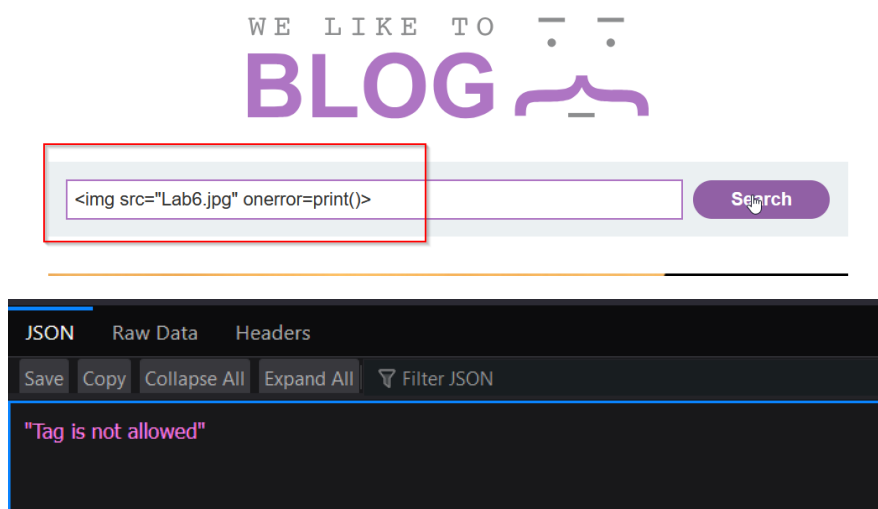 WE LIKE TO
BLOG
<img src="Lab6.jpg" onerror=print()>
Search
JSON Raw Data Headers
Save Copy Collapse All Expand All Filter JSON
"Tag is not allowed"